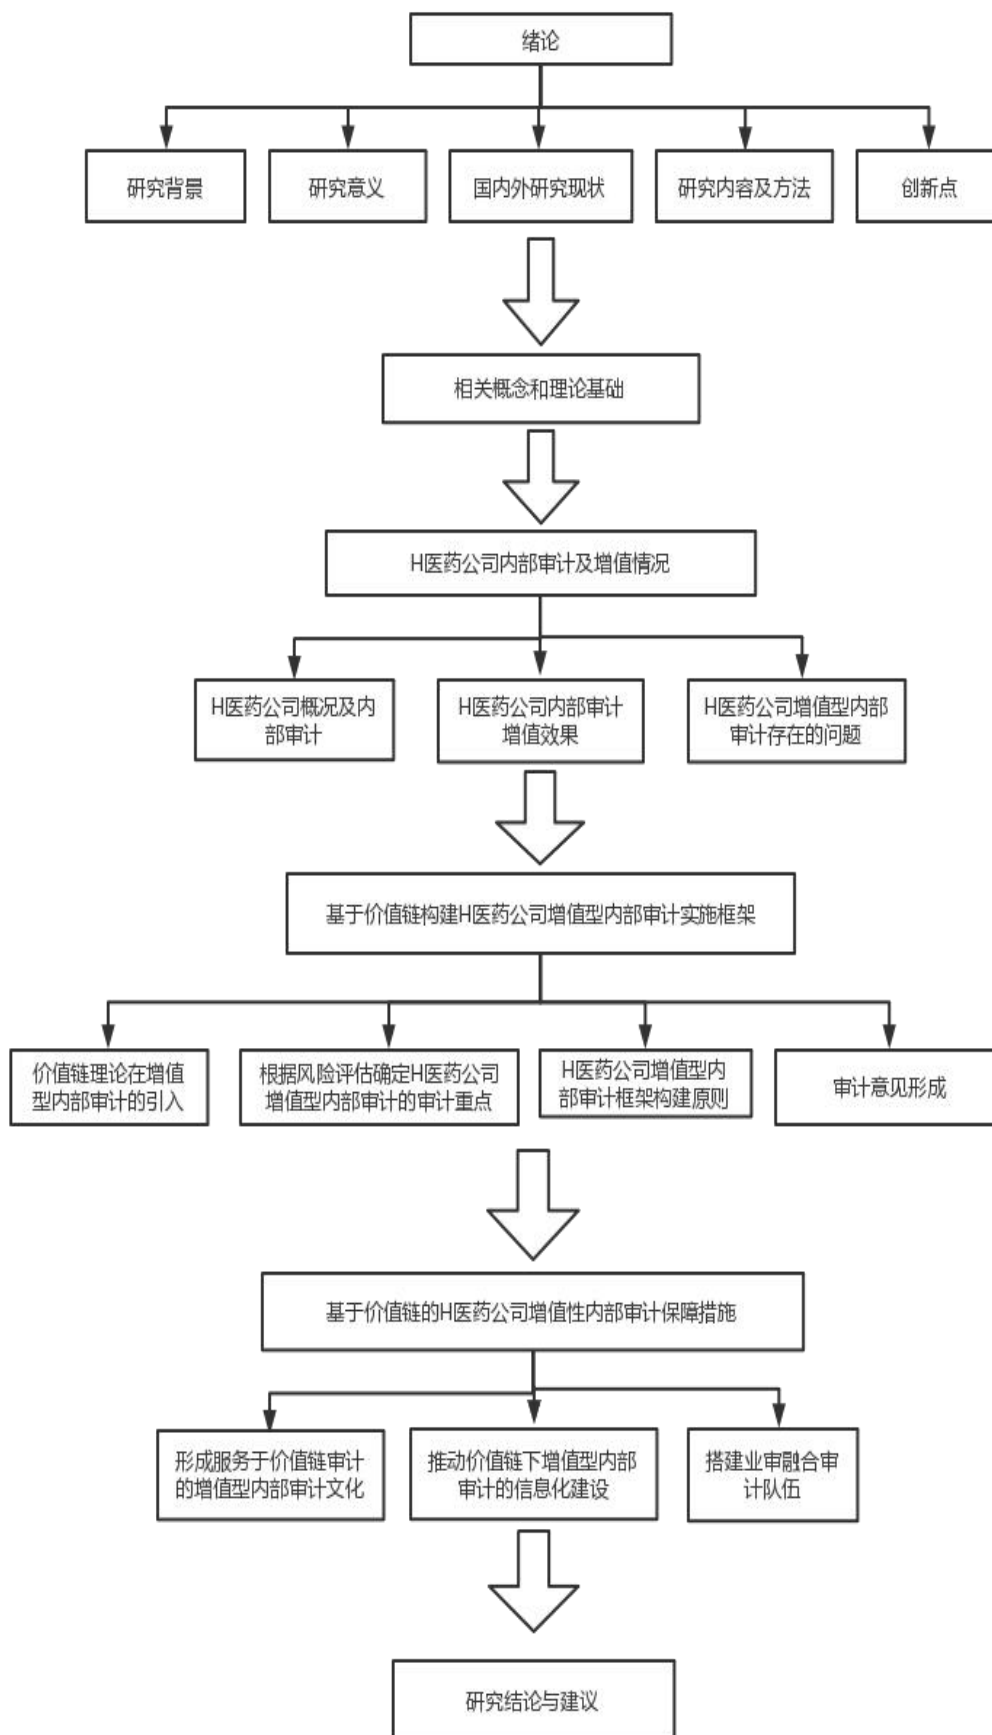 绪论
研究背景
研究意义
国内外研究现状
研究内容及方法
创新点
相关概念和理论基础
H医药公司内部审计及增值情况
H医药公司概况及内
部审计
H医药公司内部审计
增值效果
H医药公司增值型内部
审计存在的问题
基于价值链构建H医药公司增值型内部审计实施框架
价值链理论在增值
型内部审计的引入
根据风险评估确定H医药公司
增值型内部审计的审计重点
H医药公司增值型内
部审计框架构建原则
审计意见形成
基于价值链的H医药公司增值性内部审计保障措施
形成服务于价值链审计
的增值型内部审计文化
推动价值链下增值型内部
审计的信息化建设
搭建业审融合审
计队伍
研究结论与建议